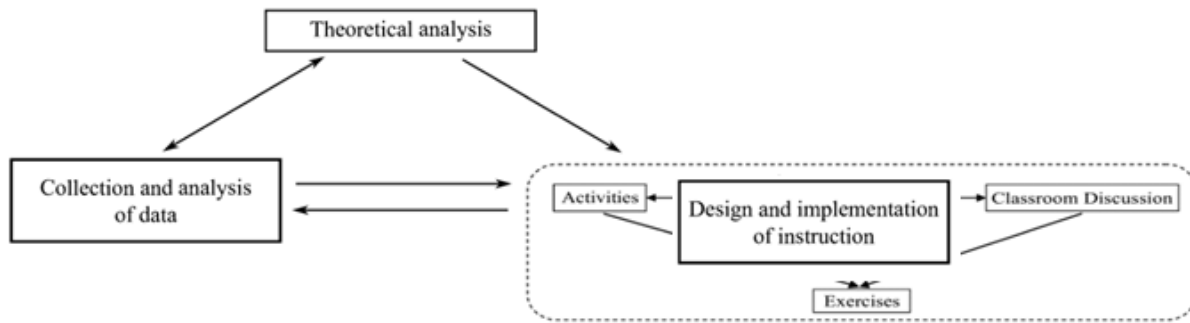 Theoretical analysis
Collection and analysis
of data
Activities
Design and implementation
of instruction
Classroom Discussion
Exercises